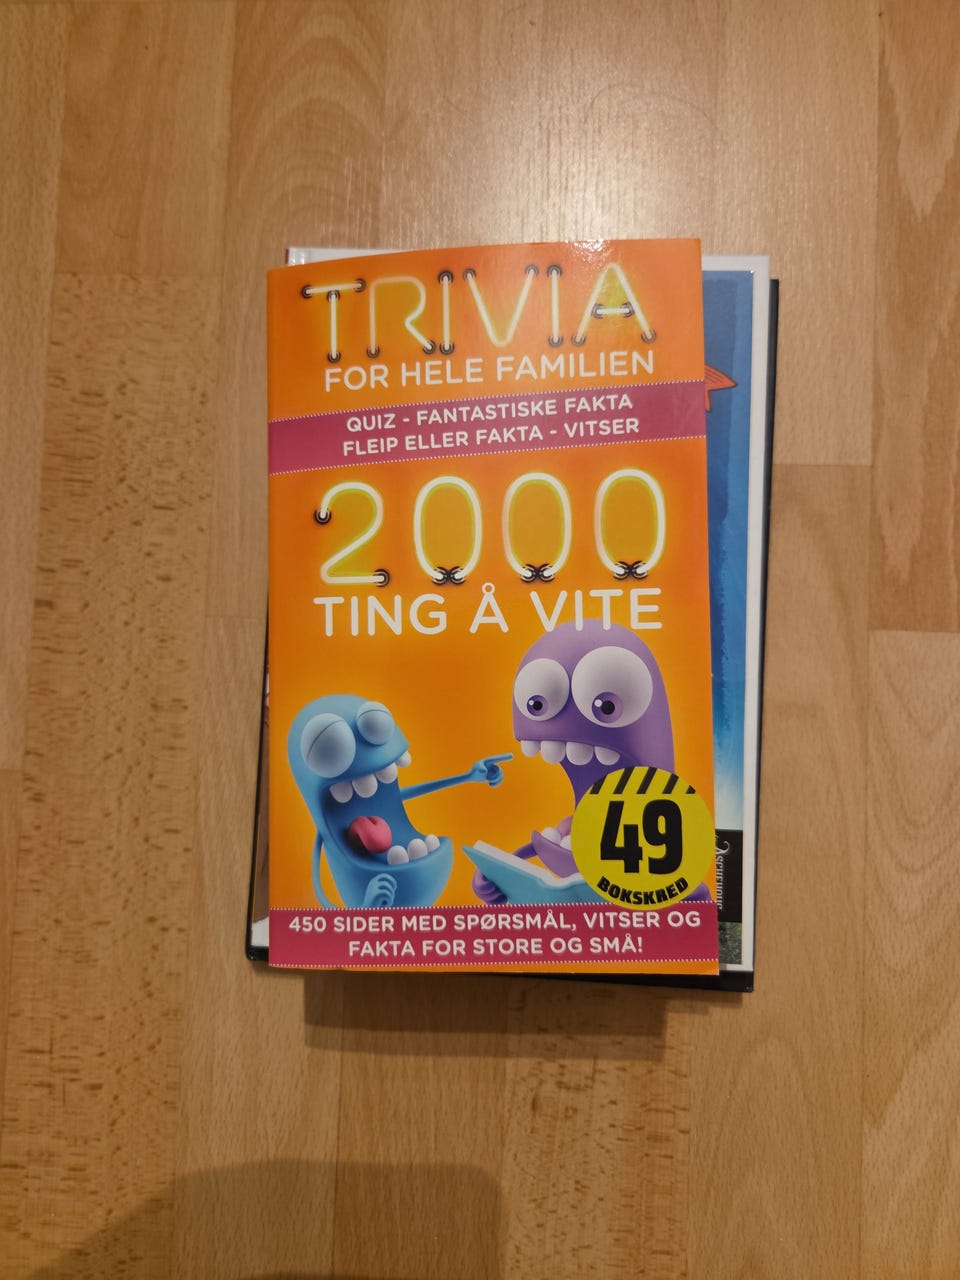 TRIVIA
FOR HELE FAMILIEN
QUIZ - FANTASTISKE FAKTA
FLEIP ELLER FAKTA - VITSER
2000
TING Å VITE
49
BOKSKRED
450 SIDER MED SPØRSMÅL, VITSER OG
FAKTA FOR STORE OG SMÅ!
ASCHEHOUG